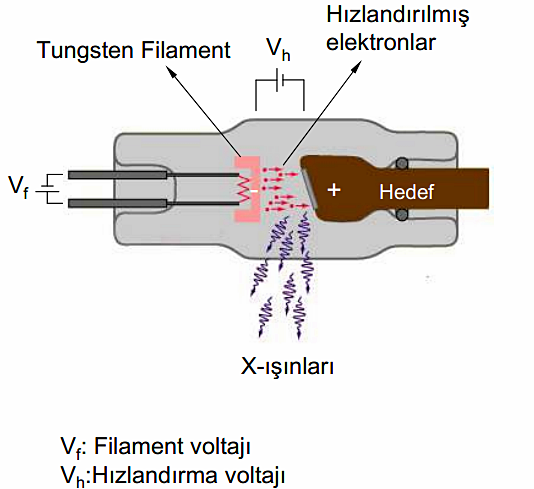 Hızlandırılmış
elektronlar
Tungsten Filament
Vh
Vf
-
+
Hedef
X-ışınları
Vf: Filament voltajı
Vh:Hızlandırma voltajı